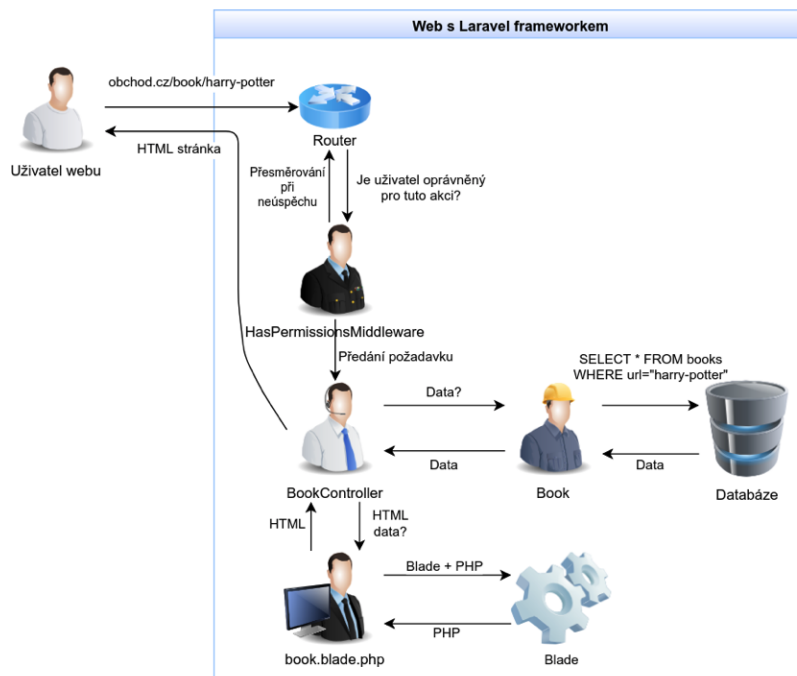 Web s Laravel frameworkem
obchod.cz/book/harry-potter
HTML stránka
Router
Uživatel webu
Přesměrování
při
neúspěchu
Je uživatel oprávněný
pro tuto akci?
HasPermissionsMiddleware
Předání požadavku
SELECT * FROM books
WHERE url="harry-potter"
Data?
Data
Data
BookController
Book
Databáze
HTML
HTML
data?
Blade + PHP
PHP
book.blade.php
Blade